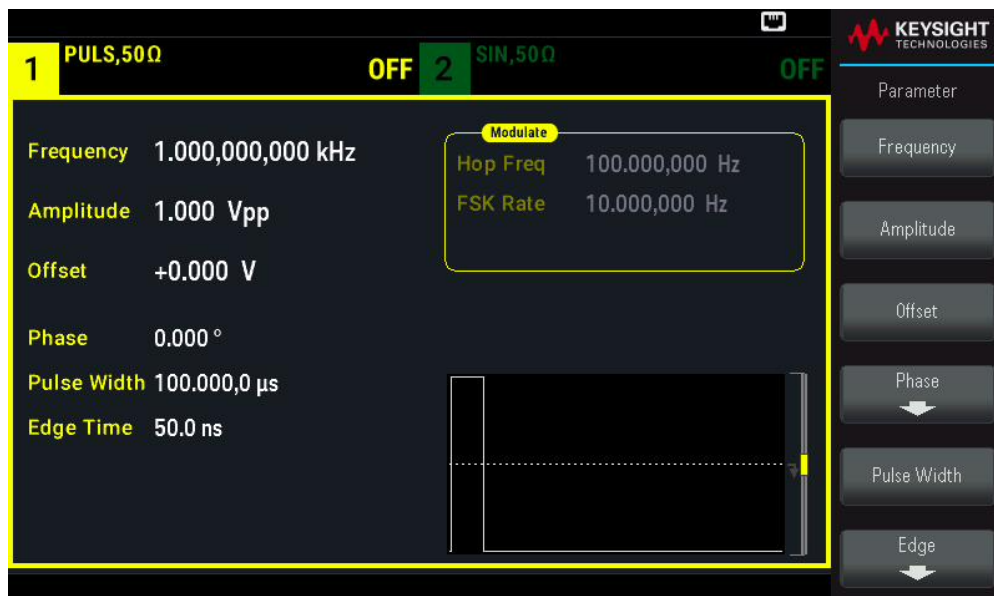 KEYSIGHT
TECHNOLOGIES
1 PULS,50Ω OFF 2 SIN,50Ω OFF
Parameter
Frequency 1.000,000,000 kHz
Amplitude 1.000 Vpp
Offset +0.000 V
Phase 0.000 °
Pulse Width 100.000,0 µs
Edge Time 50.0 ns
Modulate
Hop Freq 100.000,000 Hz
FSK Rate 10.000,000 Hz
Frequency
Amplitude
Offset
Phase
Pulse Width
Edge